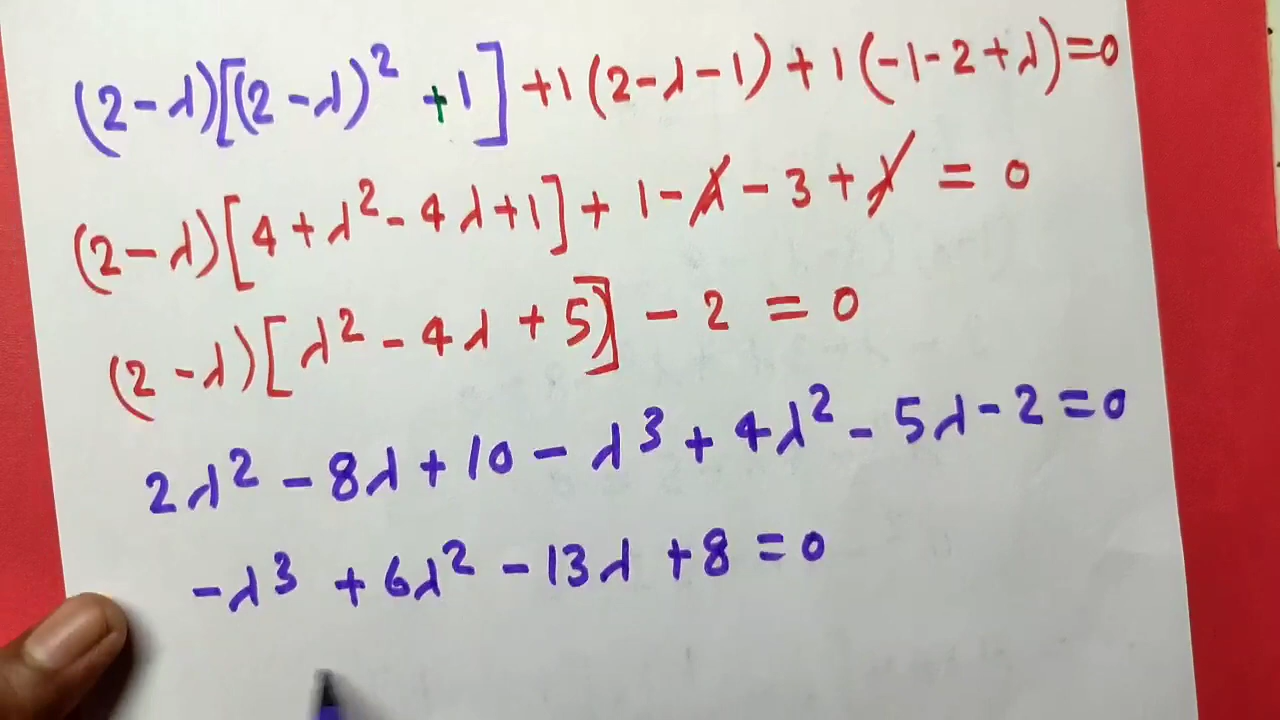 (2-λ)[(2-λ)² +1] +1(2-λ-1) + 1(-1-2+λ)=0
(2-λ)[4+λ²-4λ+1] + 1-λ-3+λ = 0
(2-λ)[λ²-4λ+5)] - 2 = 0
2λ²-8λ+10-λ³+4λ²-5λ-2=0
-λ³+6λ²-13λ+8=0